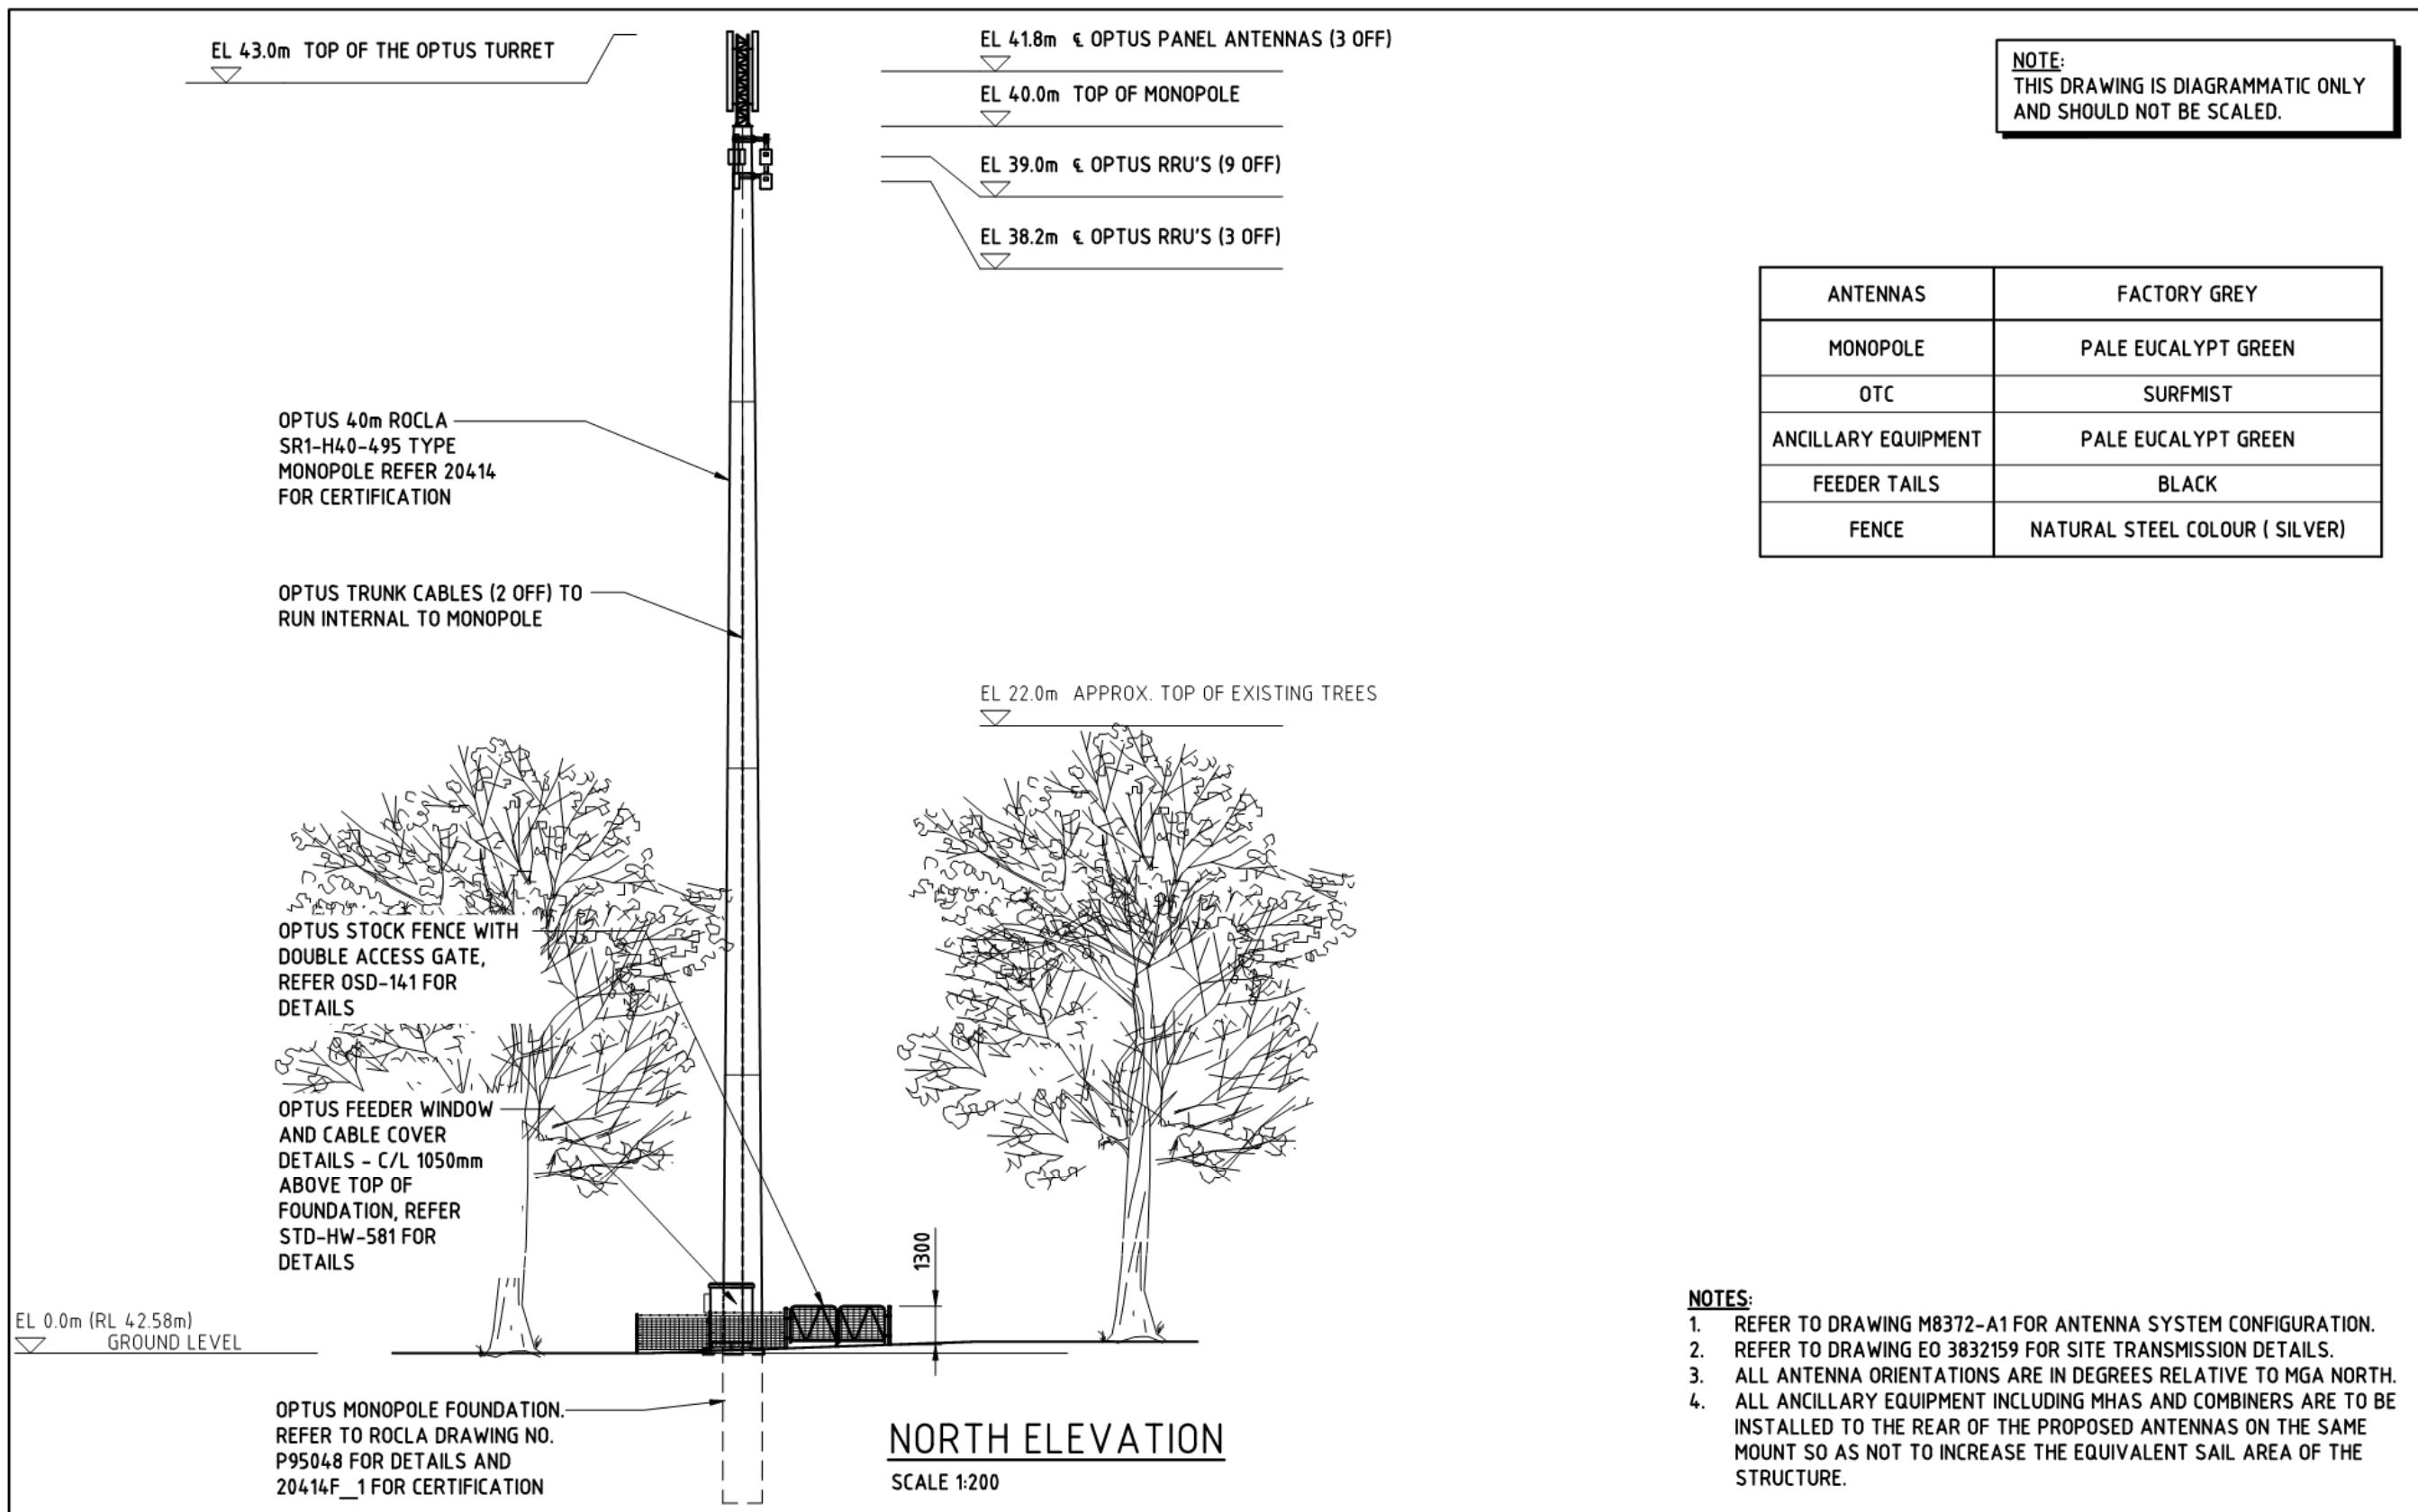 EL 43.0m TOP OF THE OPTUS TURRET
EL 41.8m ℄ OPTUS PANEL ANTENNAS (3 OFF)
EL 40.0m TOP OF MONOPOLE
EL 39.0m ℄ OPTUS RRU'S (9 OFF)
EL 38.2m ℄ OPTUS RRU'S (3 OFF)
NOTE:
THIS DRAWING IS DIAGRAMMATIC ONLY
AND SHOULD NOT BE SCALED.
ANTENNAS FACTORY GREY
MONOPOLE PALE EUCALYPT GREEN
OTC SURFMIST
ANCILLARY EQUIPMENT PALE EUCALYPT GREEN
FEEDER TAILS BLACK
FENCE NATURAL STEEL COLOUR ( SILVER)
OPTUS 40m ROCLA
SR1-H40-495 TYPE
MONOPOLE REFER 20414
FOR CERTIFICATION
OPTUS TRUNK CABLES (2 OFF) TO
RUN INTERNAL TO MONOPOLE
EL 22.0m APPROX. TOP OF EXISTING TREES
OPTUS STOCK FENCE WITH
DOUBLE ACCESS GATE,
REFER OSD-141 FOR
DETAILS
OPTUS FEEDER WINDOW
AND CABLE COVER
DETAILS - C/L 1050mm
ABOVE TOP OF
FOUNDATION, REFER
STD-HW-581 FOR
DETAILS
1300
EL 0.0m (RL 42.58m)
GROUND LEVEL
OPTUS MONOPOLE FOUNDATION.
REFER TO ROCLA DRAWING NO.
P95048 FOR DETAILS AND
20414F_1 FOR CERTIFICATION
NORTH ELEVATION
SCALE 1:200
NOTES:
1. REFER TO DRAWING M8372-A1 FOR ANTENNA SYSTEM CONFIGURATION.
2. REFER TO DRAWING EO 3832159 FOR SITE TRANSMISSION DETAILS.
3. ALL ANTENNA ORIENTATIONS ARE IN DEGREES RELATIVE TO MGA NORTH.
4. ALL ANCILLARY EQUIPMENT INCLUDING MHAS AND COMBINERS ARE TO BE
INSTALLED TO THE REAR OF THE PROPOSED ANTENNAS ON THE SAME
MOUNT SO AS NOT TO INCREASE THE EQUIVALENT SAIL AREA OF THE
STRUCTURE.